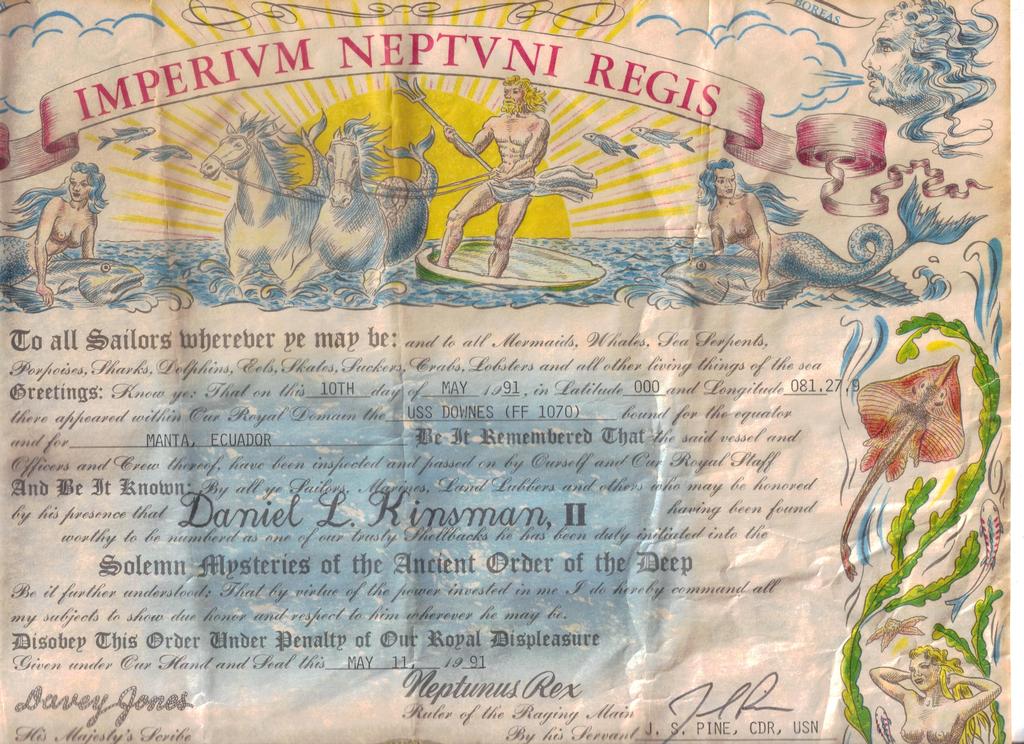 BOREAS
IMPERIVM NEPTVNI REGIS
To all Sailors wherever ye may be: and to all Mermaids, Whales, Sea Serpents,
Porpoises, Sharks, Dolphins, Eels, Skates, Suckers, Crabs, Lobsters and all other living things of the sea
Greetings: Know ye: That on this 10TH day of MAY 1991, in Latitude 000 and Longitude 081.27.9
there appeared within Our Royal Domain the USS DOWNES (FF 1070) bound for the equator
and for MANTA, ECUADOR Be It Remembered That the said vessel and
Officers and Crew thereof, have been inspected and passed on by Ourself and Our Royal Staff
And Be It Known: By all ye Sailors, Marines, Land Lubbers and others who may be honored
by his presence that Daniel L. Kinsman, II having been found
worthy to be numbered as one of our trusty Shellbacks he has been duly initiated into the
Solemn Mysteries of the Ancient Order of the Deep
Be it further understood: That by virtue of the power invested in me I do hereby command all
my subjects to show due honor and respect to him wherever he may be.
Disobey This Order Under Penalty of Our Royal Displeasure
Given under Our Hand and Seal this MAY 11, 1991
Davey Jones
His Majesty's Scribe
Neptunus Rex
Ruler of the Raging Main
By his Servant J. S. PINE, CDR, USN